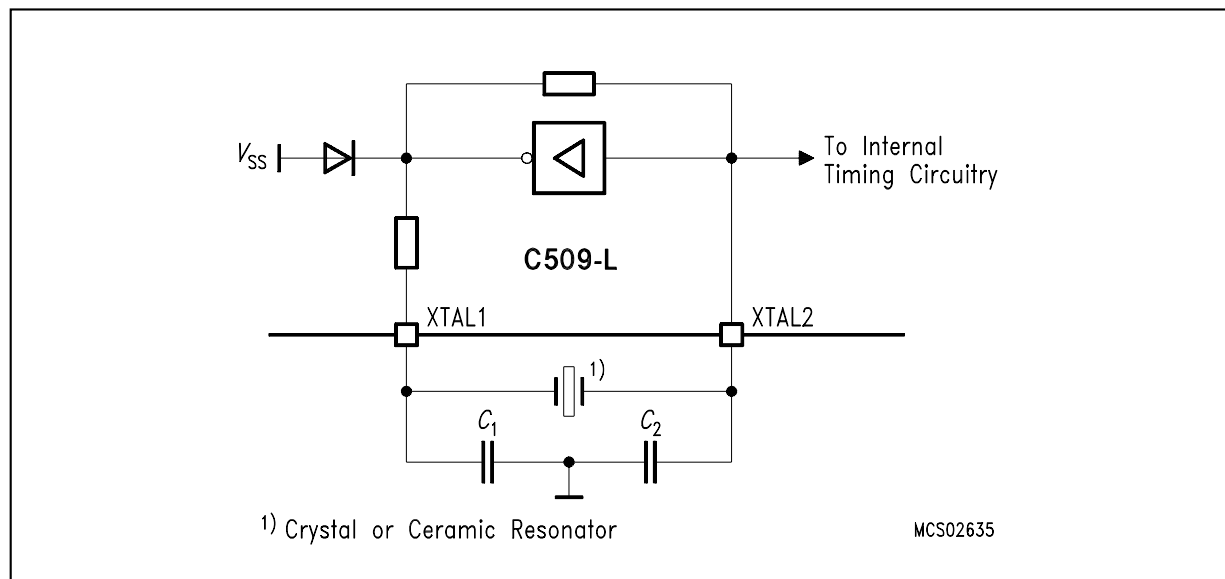 V_SS
To Internal
Timing Circuitry
C509-L
XTAL1
XTAL2
1)
C_1
C_2
1) Crystal or Ceramic Resonator
MCS02635